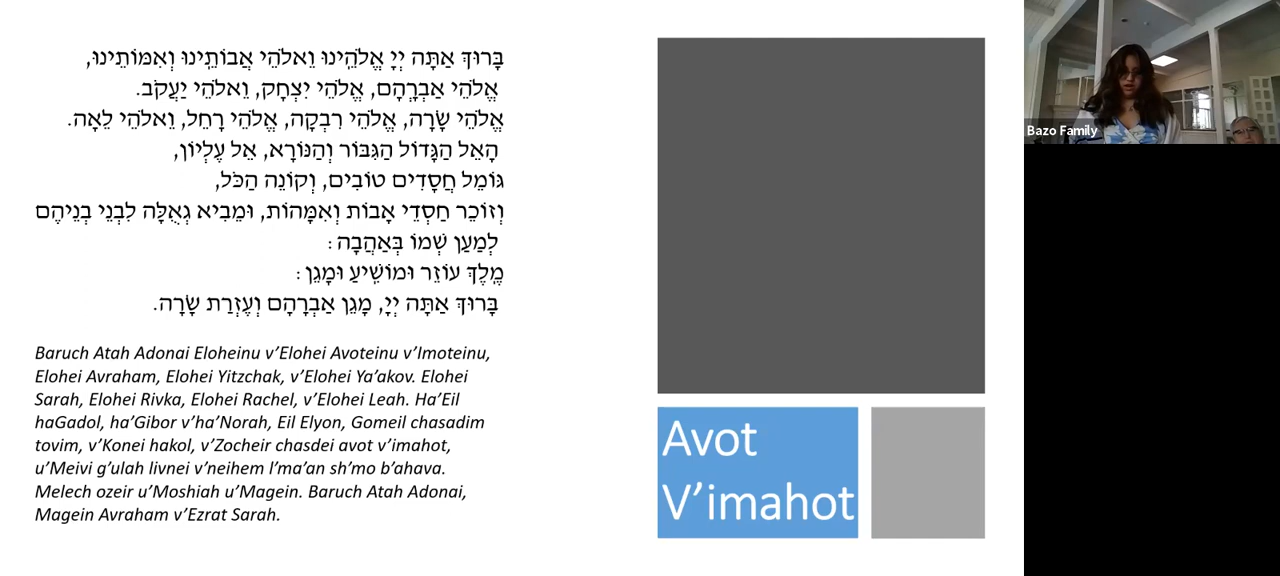 בָּרוּךְ אַתָּה יְיָ אֱלֹהֵֽינוּ וֵאלֹהֵי אֲבוֹתֵֽינוּ וְאִמּוֹתֵינוּ,
אֱלֹהֵי אַבְרָהָם, אֱלֹהֵי יִצְחָק, וֵאלֹהֵי יַעֲקֹב.
אֱלֹהֵי שָׂרָה, אֱלֹהֵי רִבְקָה, אֱלֹהֵי רָחֵל, וֵאלֹהֵי לֵאָה.
הָאֵל הַגָּדוֹל הַגִּבּוֹר וְהַנּוֹרָא, אֵל עֶלְיוֹן,
גּוֹמֵל חֲסָדִים טוֹבִים, וְקוֹנֵה הַכֹּל,
וְזוֹכֵר חַסְדֵי אָבוֹת וְאִמָּהוֹת, וּמֵבִיא גְאֻלָּה לִבְנֵי בְנֵיהֶם
לְמַֽעַן שְׁמוֹ בְּאַהֲבָה:
מֶֽלֶךְ עוֹזֵר וּמוֹשִֽׁיעַ וּמָגֵן:
בָּרוּךְ אַתָּה יְיָ, מָגֵן אַבְרָהָם וְעֶזְרַת שָׂרָה.
Baruch Atah Adonai Eloheinu v’Elohei Avoteinu v’Imoteinu,
Elohei Avraham, Elohei Yitzchak, v’Elohei Ya’akov. Elohei
Sarah, Elohei Rivka, Elohei Rachel, v’Elohei Leah. Ha’Eil
haGadol, ha’Gibor v’ha’Norah, Eil Elyon, Gomeil chasadim
tovim, v’Konei hakol, v’Zocheir chasdei avot v’imahot,
u’Meivi g’ulah livnei v’neihem l’ma’an sh’mo b’ahava.
Melech ozeir u’Moshiah u’Magein. Baruch Atah Adonai,
Magein Avraham v’Ezrat Sarah.
Avot
V’imahot
Bazo Family